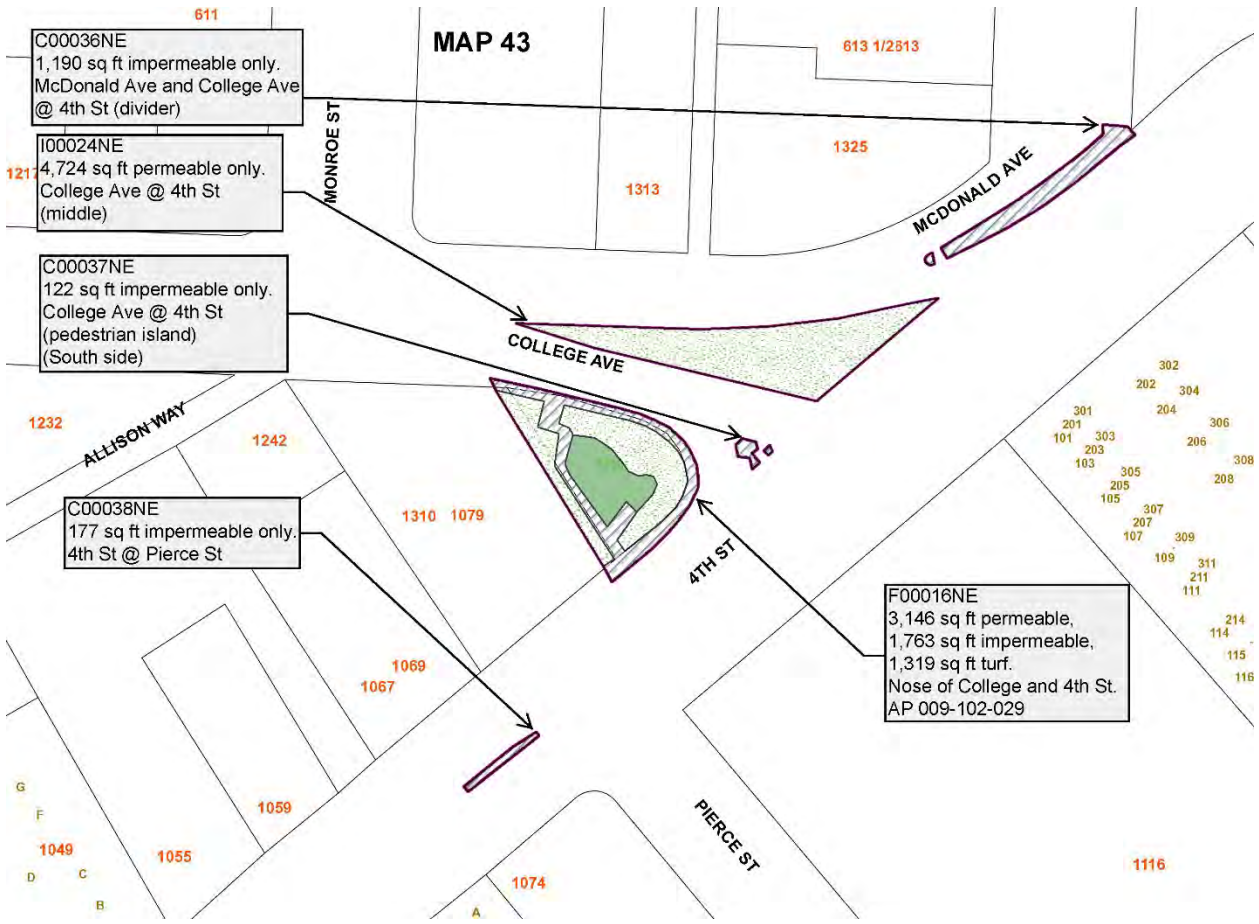 611
MAP 43
613 1/2613
C00036NE
1,190 sq ft impermeable only.
McDonald Ave and College Ave
@ 4th St (divider)
I00024NE
4,724 sq ft permeable only.
College Ave @ 4th St
(middle)
1217
MONROE ST
1313
1325
MCDONALD AVE
C00037NE
122 sq ft impermeable only.
College Ave @ 4th St
(pedestrian island)
(South side)
COLLEGE AVE
1232
ALLISON WAY
1242
302
202
304
204
301
201
101
306
206
303
203
103
308
208
305
205
105
307
207
107
309
109
311
211
111
214
114
115
116
C00038NE
177 sq ft impermeable only.
4th St @ Pierce St
1310 1079
4TH ST
F00016NE
3,146 sq ft permeable,
1,763 sq ft impermeable,
1,319 sq ft turf.
Nose of College and 4th St.
AP 009-102-029
1069
1067
G
F
1049
D
C
B
1055
1059
PIERCE ST
1074
A
1116